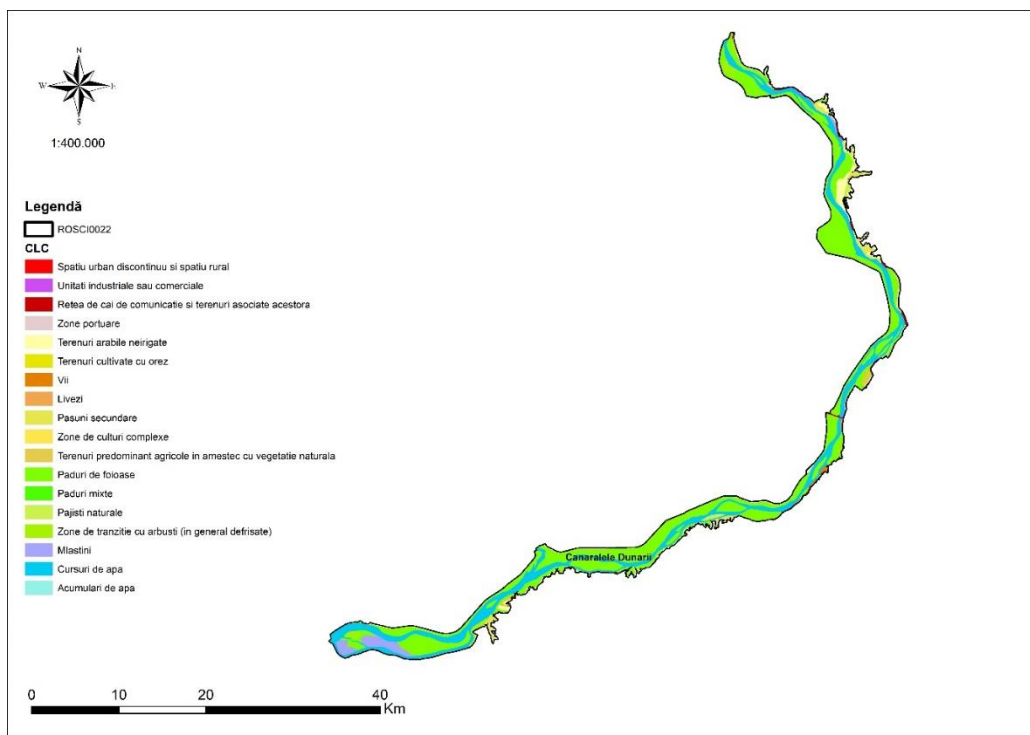 N
W E
S
1:400.000
Legendă
ROSCI0022
CLC
Spatiu urban discontinuu si spatiu rural
Unitati industriale sau comerciale
Retea de cai de comunicatie si terenuri asociate acestora
Zone portuare
Terenuri arabile neirigate
Terenuri cultivate cu orez
Vii
Livezi
Pasuni secundare
Zone de culturi complexe
Terenuri predominant agricole in amestec cu vegetatie naturala
Paduri de foioase
Paduri mixte
Pajisti naturale
Zone de tranzitie cu arbusti (in general defrisate)
Mlastini
Cursuri de apa
Acumulari de apa
Canaralele Dunarii
0 10 20 40
Km